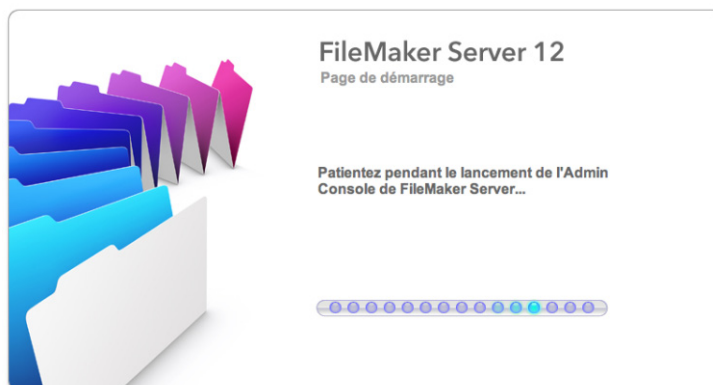 FileMaker Server 12
Page de démarrage
Patientez pendant le lancement de l'Admin
Console de FileMaker Server...